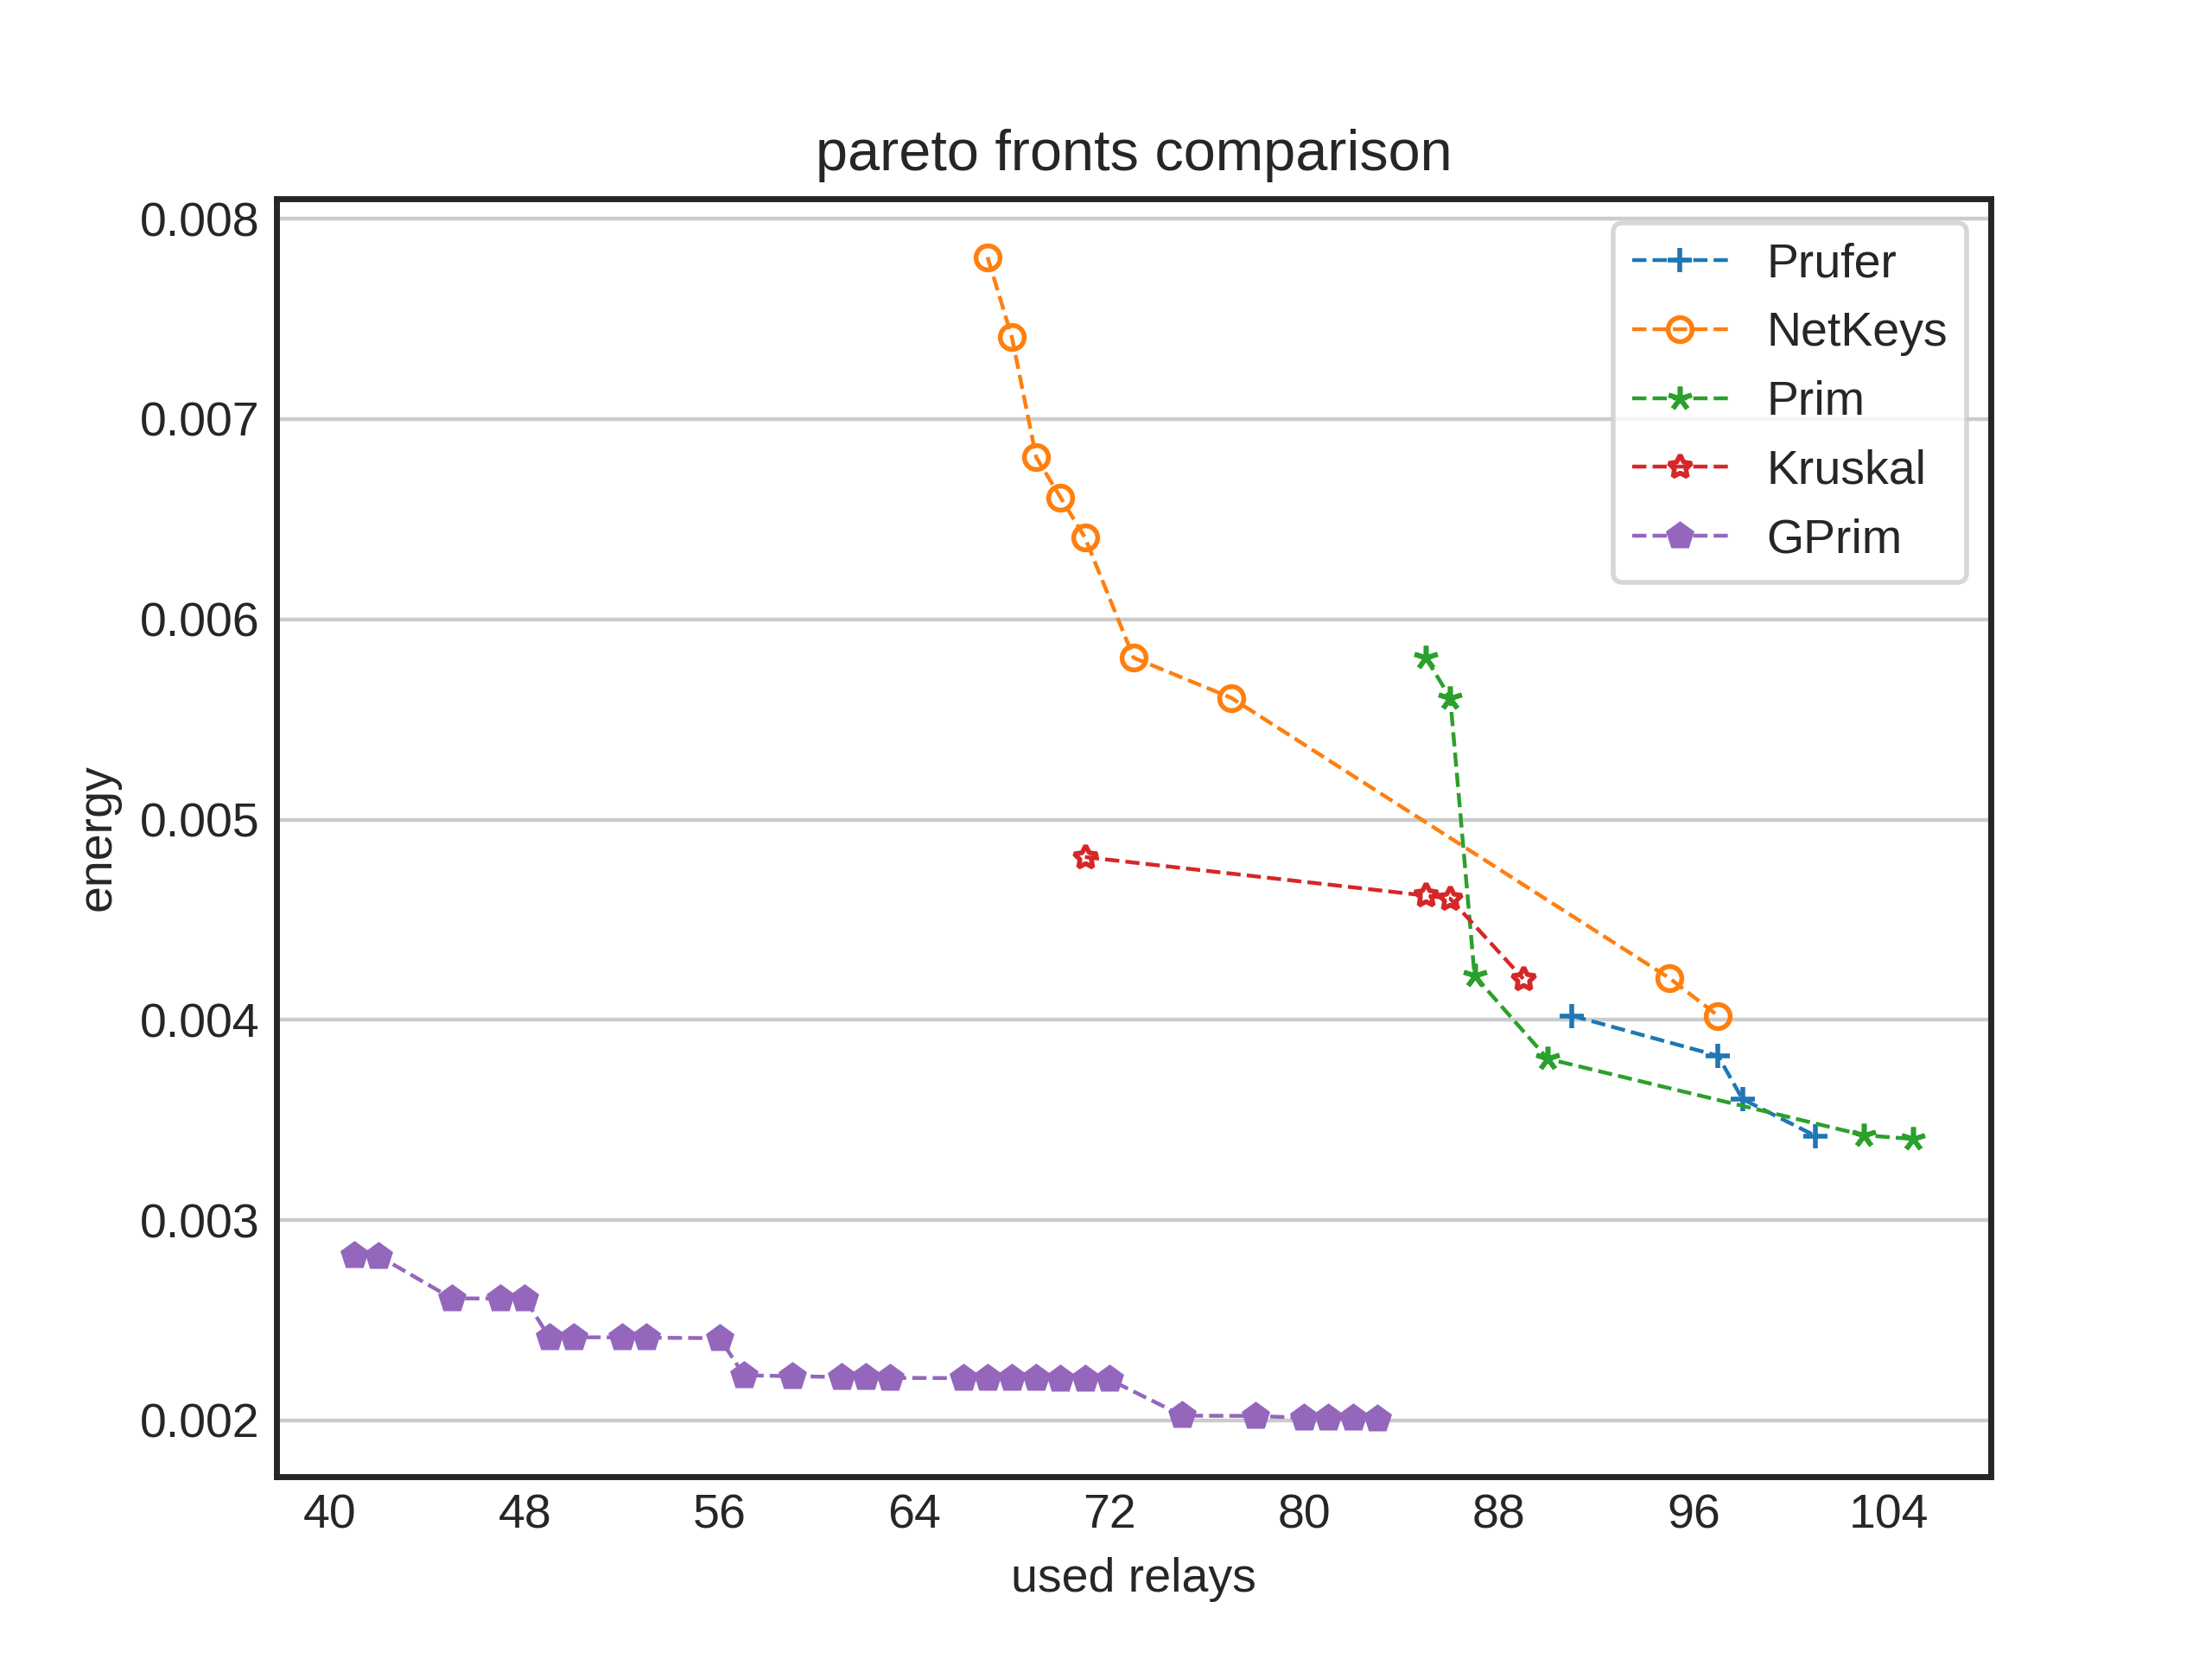 pareto fronts comparison
0.008
0.007
0.006
0.005
0.004
0.003
0.002
energy
Prufer
NetKeys
Prim
Kruskal
GPrim
40 48 56 64 72 80 88 96 104
used relays